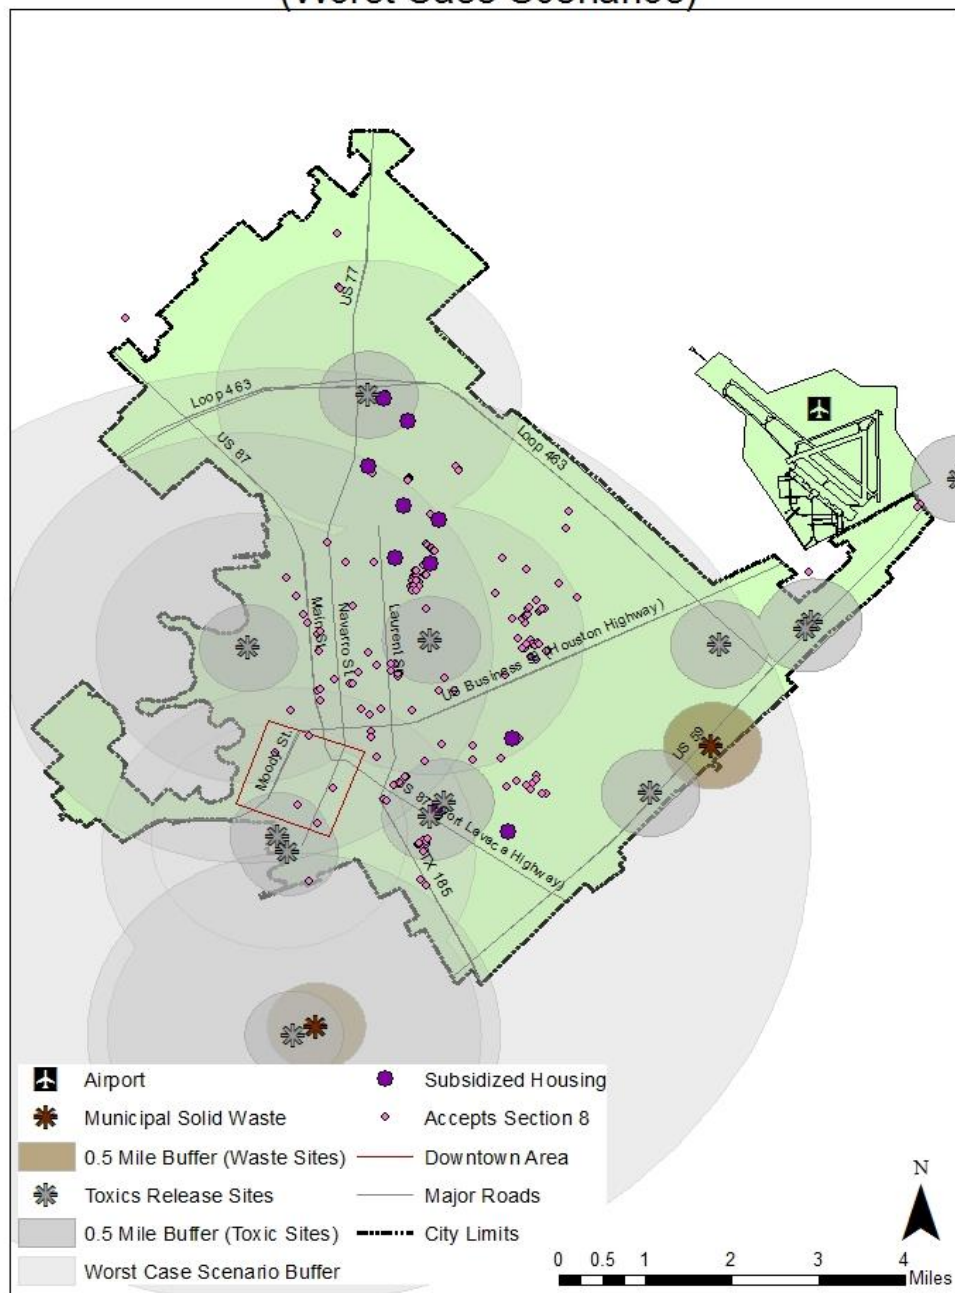 (Worst Case Scenario)
US 77
Loop 463
US 87
Loop 463
Main St.
Navarro St.
Laurent St.
US Business 59 (Houston Highway)
Moody St.
US 59
US 87 (Port Lavaca Highway)
TX 185
Airport
Municipal Solid Waste
0.5 Mile Buffer (Waste Sites)
Toxics Release Sites
0.5 Mile Buffer (Toxic Sites)
Worst Case Scenario Buffer
Subsidized Housing
Accepts Section 8
Downtown Area
Major Roads
City Limits
N
0 0.5 1 2 3 4
Miles